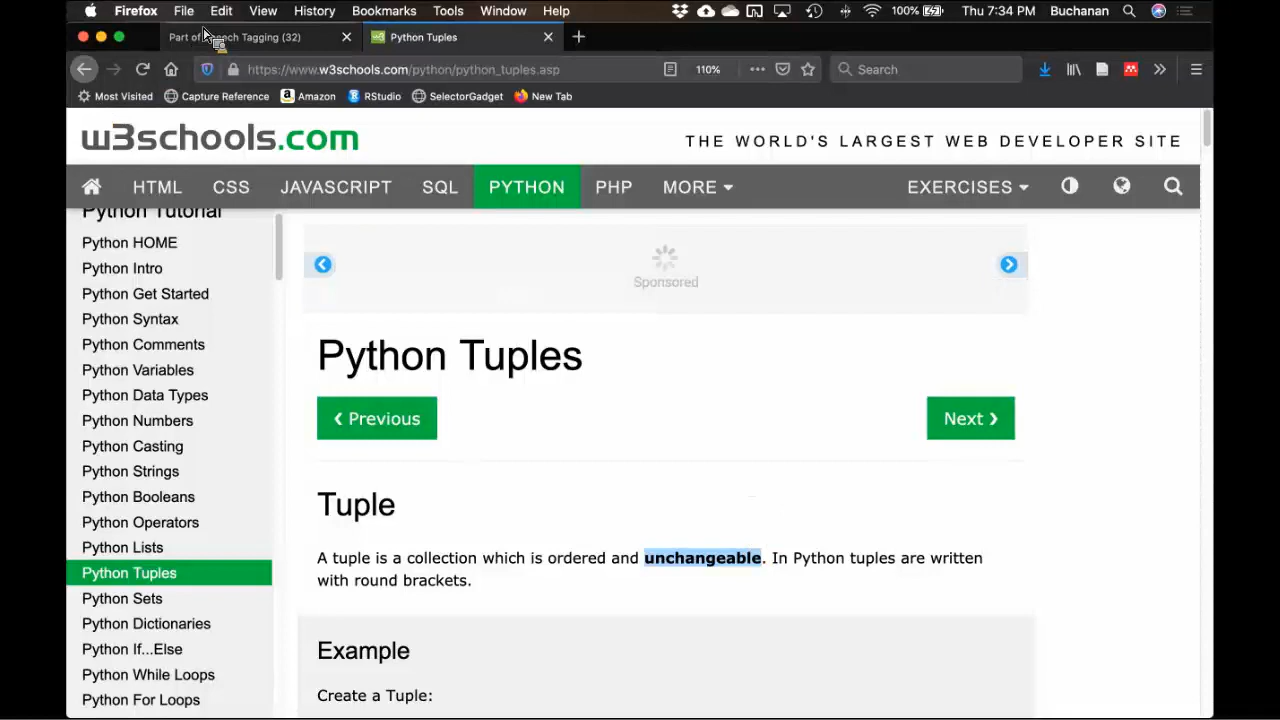 Firefox File Edit View History Bookmarks Tools Window Help 100% Thu 7:34 PM Buchanan
Part of Speech Tagging (32) Python Tuples
https://www.w3schools.com/python/python_tuples.asp 110% Search
Most Visited Capture Reference Amazon RStudio SelectorGadget New Tab
w3schools.com THE WORLD'S LARGEST WEB DEVELOPER SITE
HTML CSS JAVASCRIPT SQL PYTHON PHP MORE EXERCISES
Python Tutorial
Python HOME
Python Intro
Python Get Started
Python Syntax
Python Comments
Python Variables
Python Data Types
Python Numbers
Python Casting
Python Strings
Python Booleans
Python Operators
Python Lists
Python Tuples
Python Sets
Python Dictionaries
Python If...Else
Python While Loops
Python For Loops
Sponsored
Python Tuples
❮ Previous Next ❯
Tuple
A tuple is a collection which is ordered and unchangeable. In Python tuples are written
with round brackets.
Example
Create a Tuple: